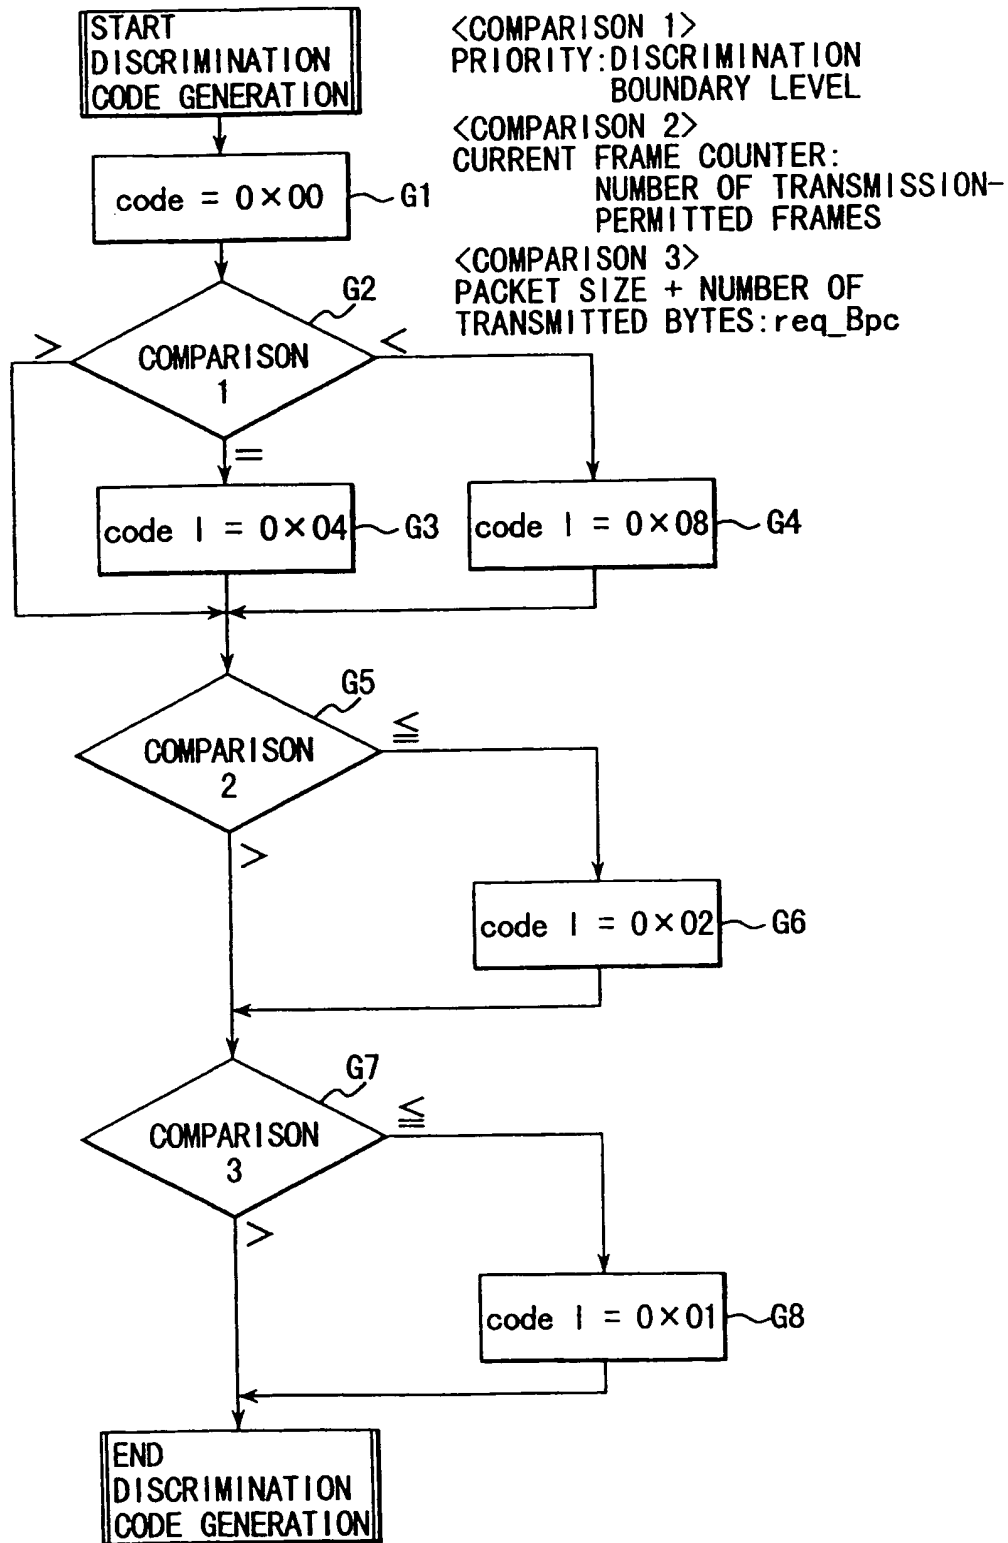 START
DISCRIMINATION
CODE GENERATION
<COMPARISON 1>
PRIORITY:DISCRIMINATION
BOUNDARY LEVEL
<COMPARISON 2>
CURRENT FRAME COUNTER:
NUMBER OF TRANSMISSION-
PERMITTED FRAMES
<COMPARISON 3>
PACKET SIZE + NUMBER OF
TRANSMITTED BYTES:req_Bpc
code = 0×00
G1
G2
>
<
COMPARISON
1
=
code | = 0×04
G3
code | = 0×08
G4
G5
≦
COMPARISON
2
>
code | = 0×02
G6
G7
≦
COMPARISON
3
>
code | = 0×01
G8
END
DISCRIMINATION
CODE GENERATION